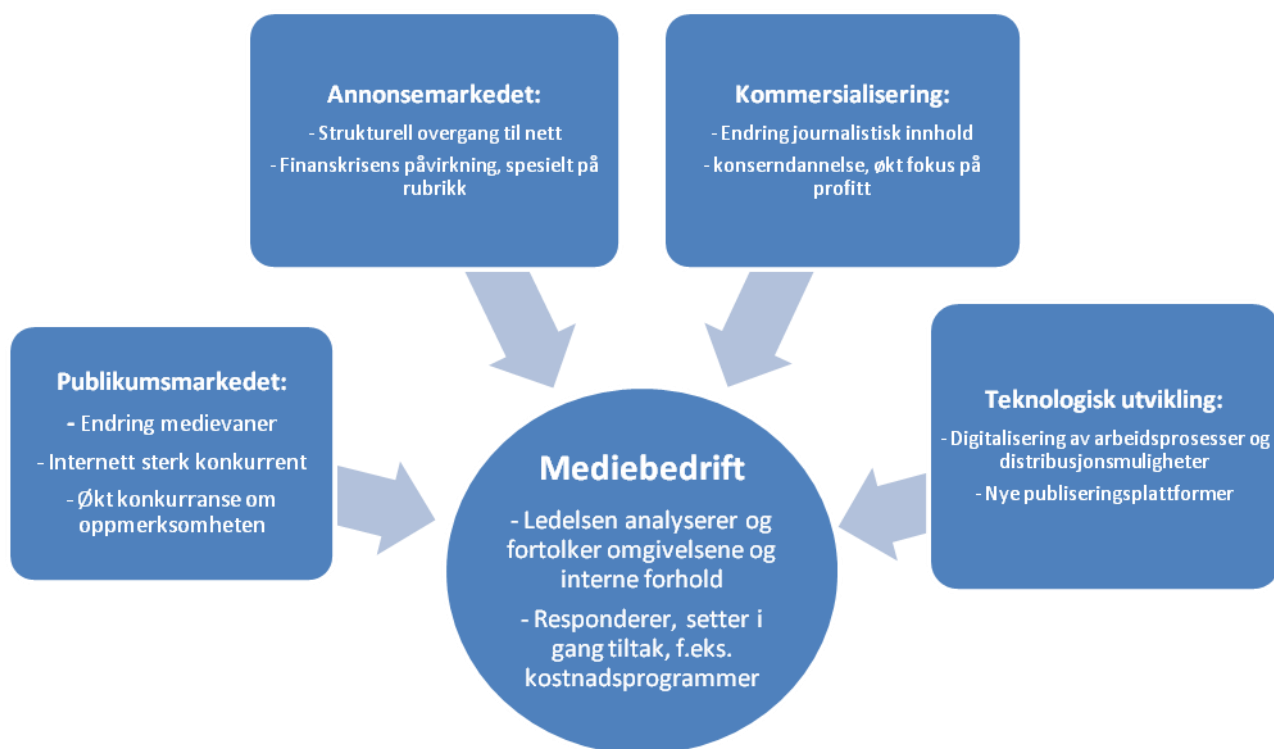 Annonsemarkedet:
- Strukturell overgang til nett
- Finanskrisens påvirkning, spesielt på
rubrikk
Kommersialisering:
- Endring journalistisk innhold
- konserndannelse, økt fokus på
profitt
Publikumsmarkedet:
- Endring medievaner
- Internett sterk konkurrent
- Økt konkurranse om
oppmerksomheten
Teknologisk utvikling:
- Digitalisering av arbeidsprosesser og
distribusjonsmuligheter
- Nye publiseringsplattformer
Mediebedrift
- Ledelsen analyserer og
fortolker omgivelsene og
interne forhold
- Responderer, setter i
gang tiltak, f.eks.
kostnadsprogrammer